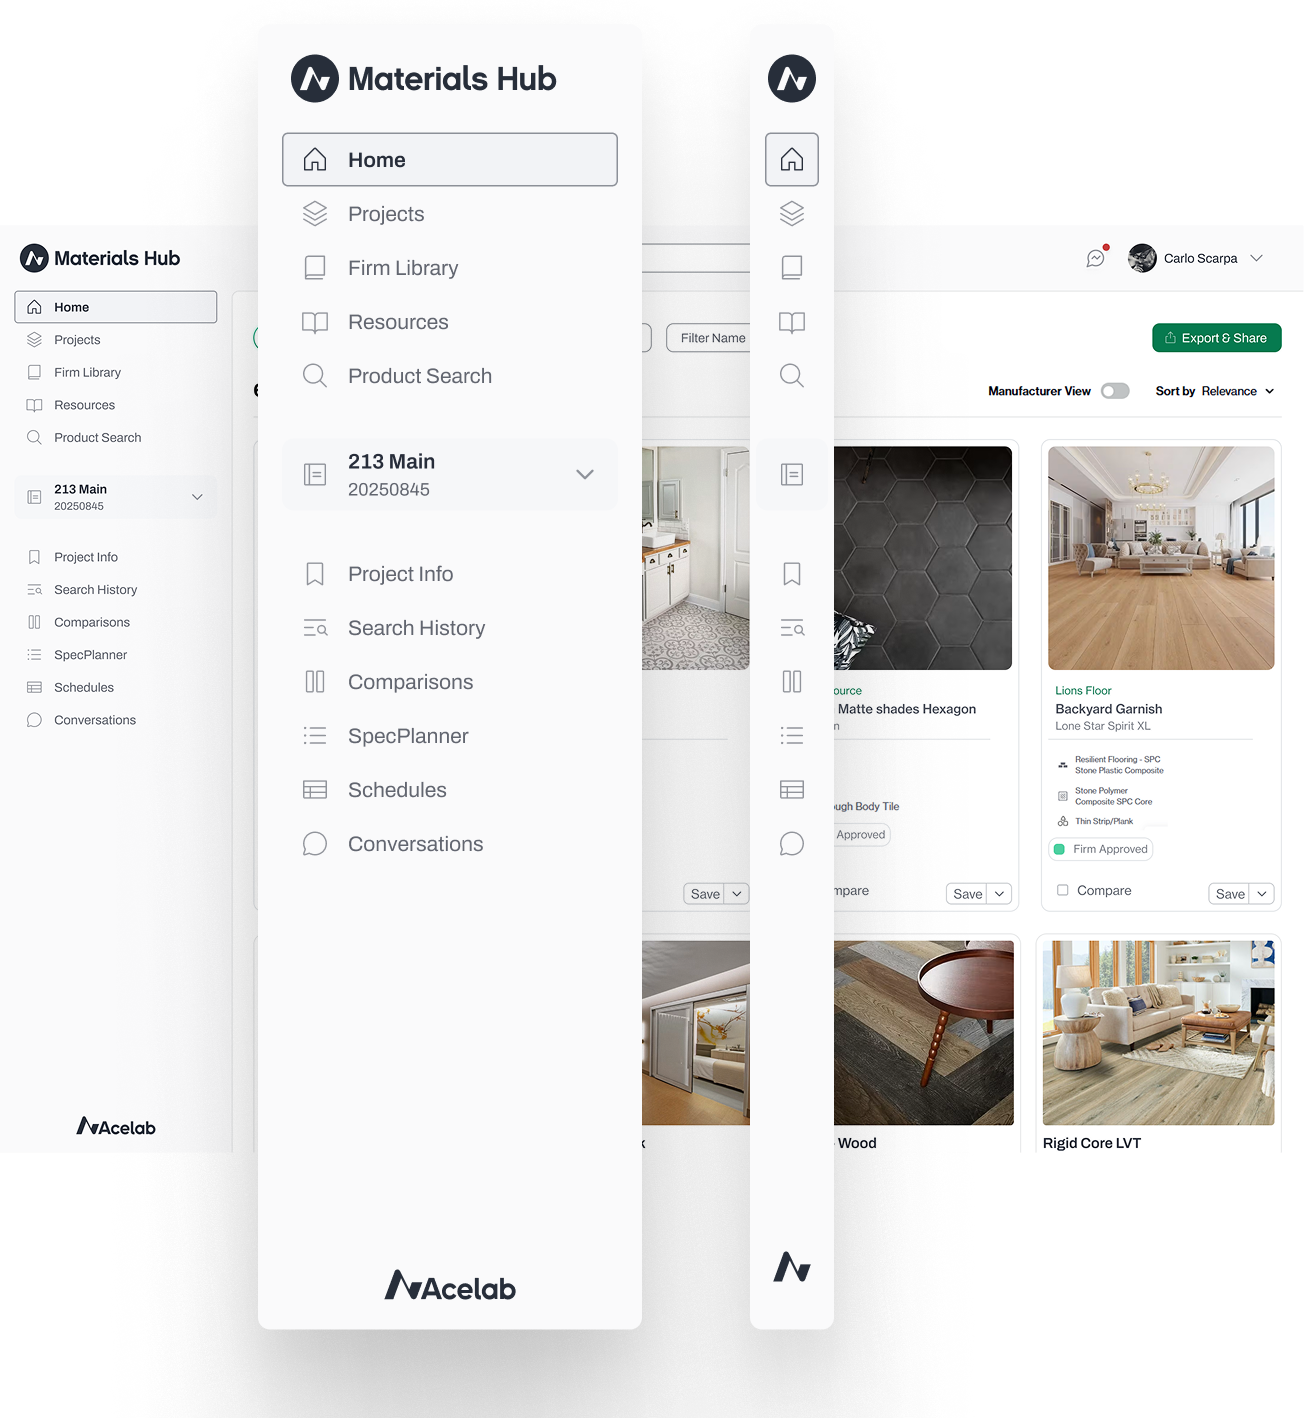 Materials Hub
Home
Projects
Firm Library
Resources
Product Search
213 Main
20250845
Project Info
Search History
Comparisons
SpecPlanner
Schedules
Conversations
Acelab
Materials Hub
Home
Projects
Firm Library
Resources
Product Search
213 Main
20250845
Project Info
Search History
Comparisons
SpecPlanner
Schedules
Conversations
Acelab
Carlo Scarpa
Filter Name
Export & Share
Manufacturer View
Sort by Relevance
Save
Matte shades Hexagon
Body Tile
Approved
Save
Lions Floor
Backyard Garnish
Lone Star Spirit XL
Resilient Flooring - SPC
Stone Plastic Composite
Stone Polymer
Composite SPC Core
Thin Strip/Plank
Firm Approved
Compare
Save
Wood
Rigid Core LVT